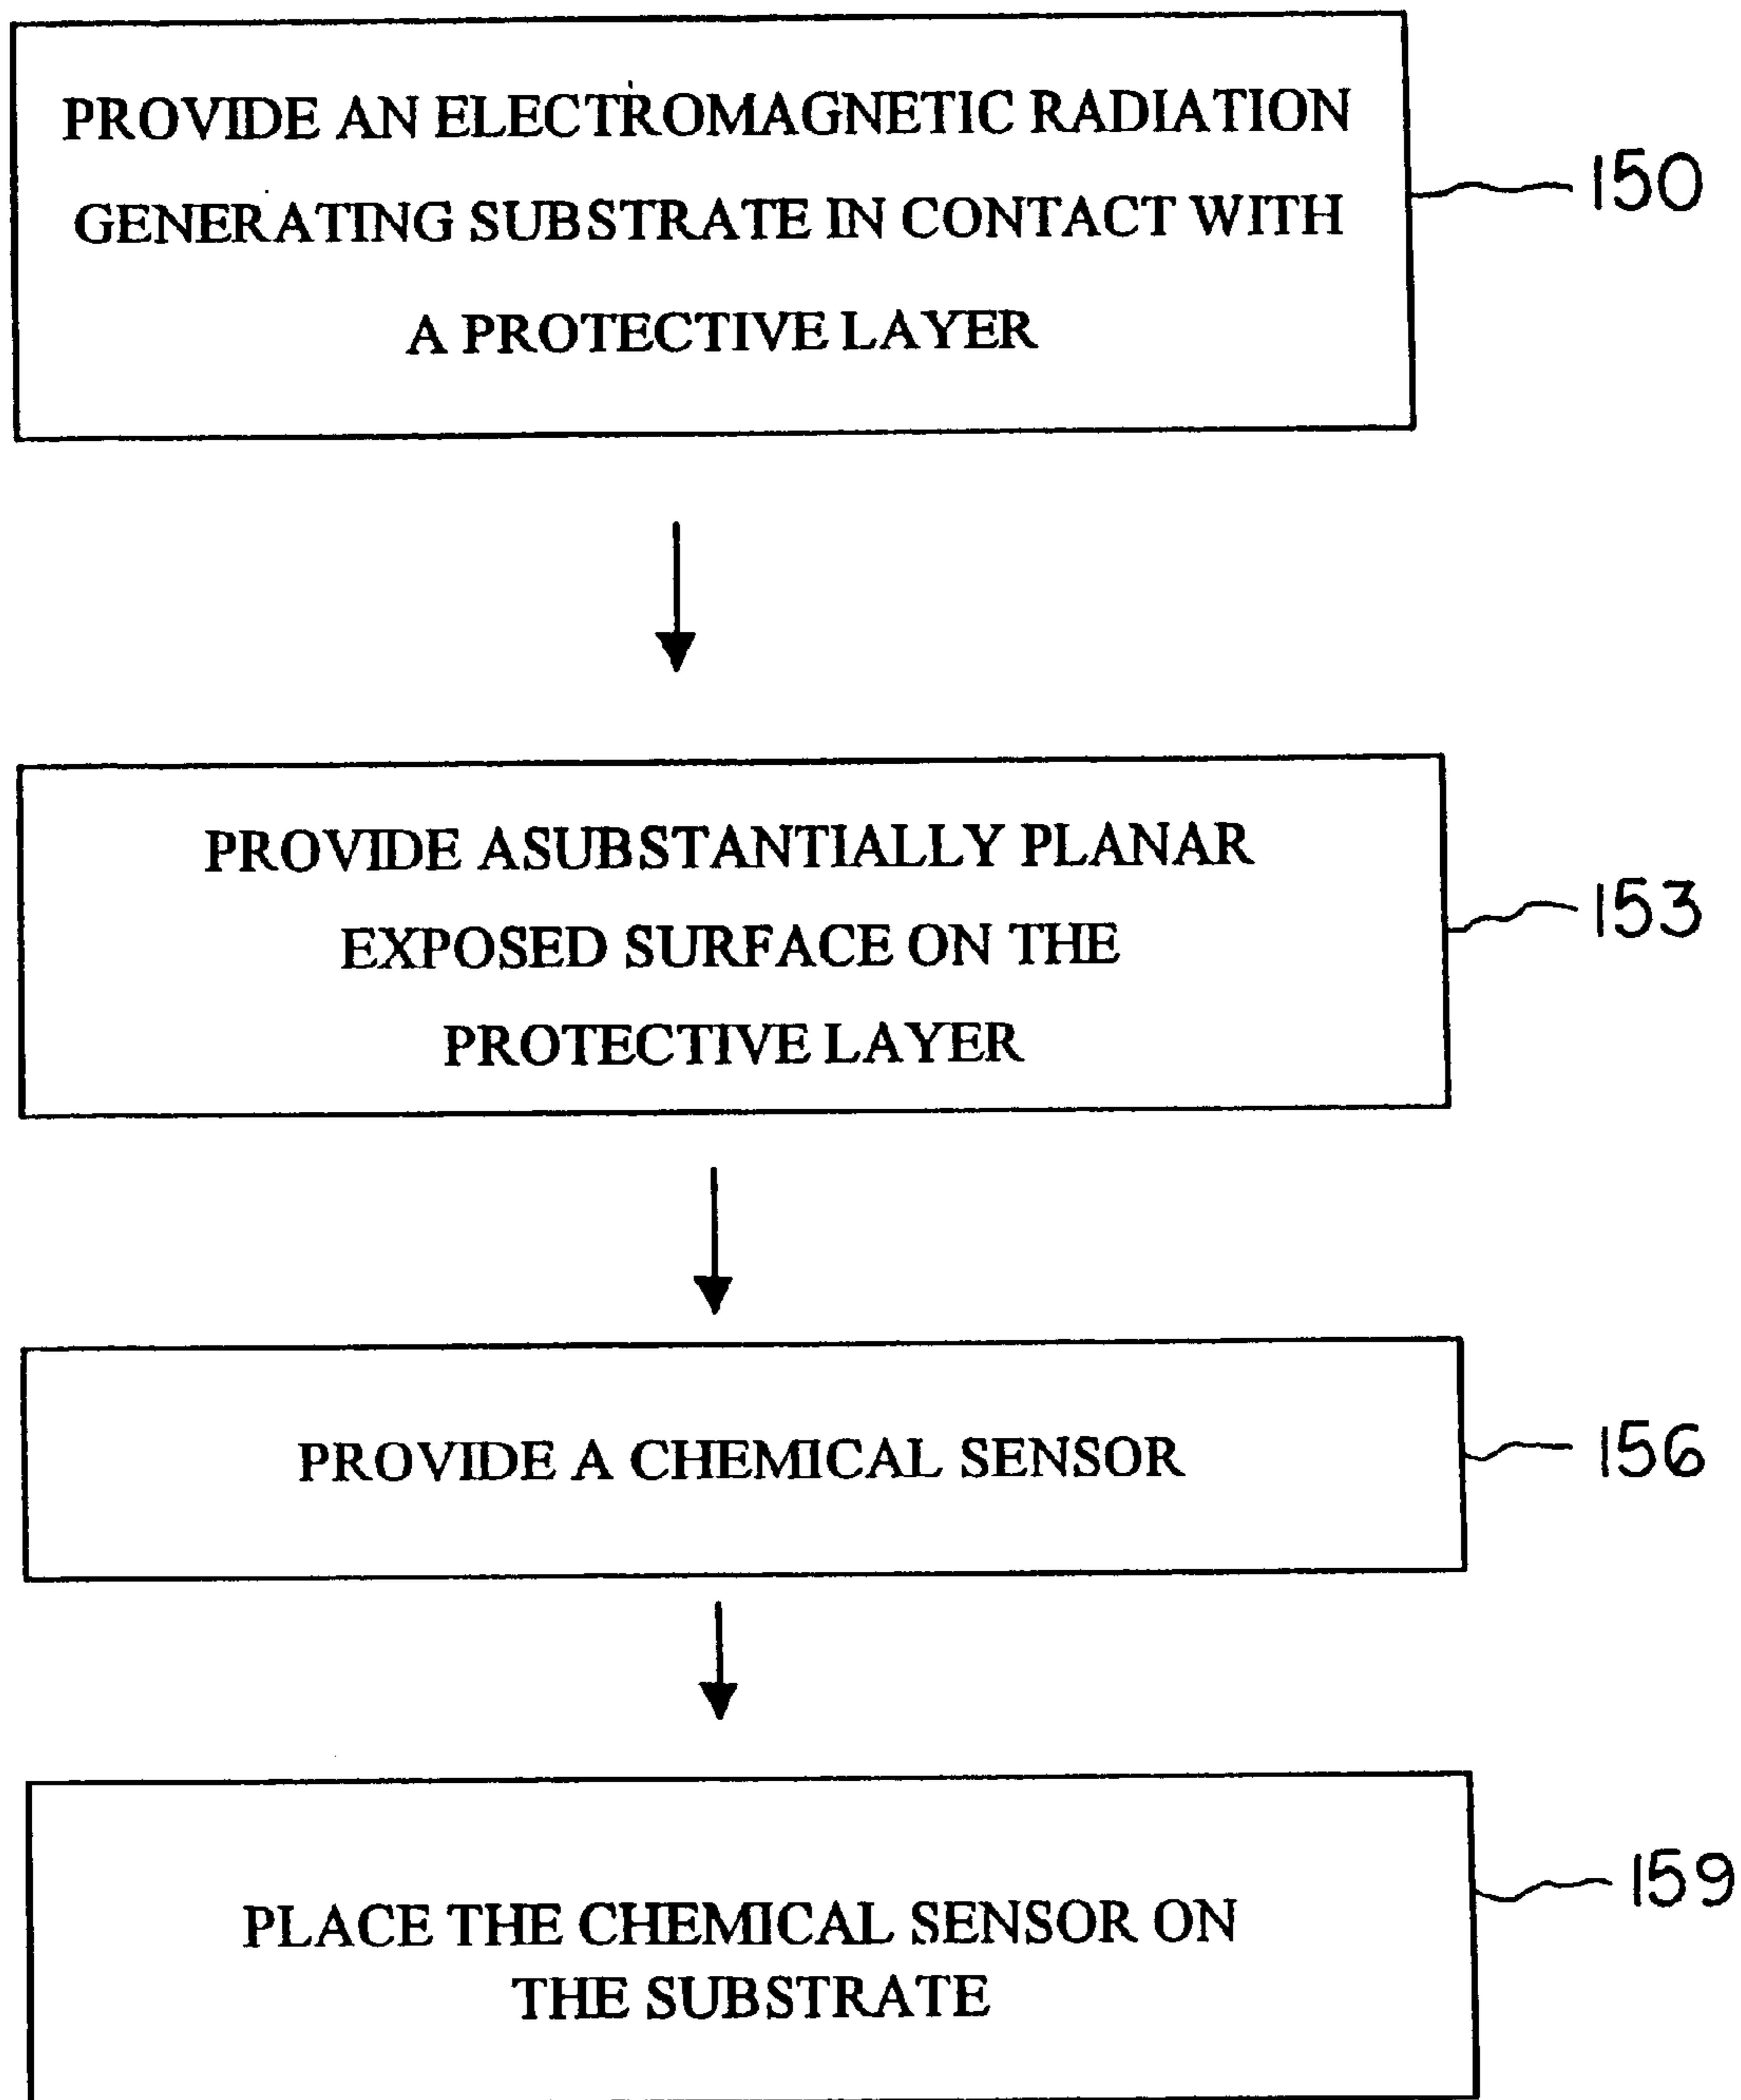 PROVIDE AN ELECTROMAGNETIC RADIATION
GENERATING SUBSTRATE IN CONTACT WITH
A PROTECTIVE LAYER
150
PROVIDE ASUBSTANTIALLY PLANAR
EXPOSED SURFACE ON THE
PROTECTIVE LAYER
153
PROVIDE A CHEMICAL SENSOR
156
PLACE THE CHEMICAL SENSOR ON
THE SUBSTRATE
159